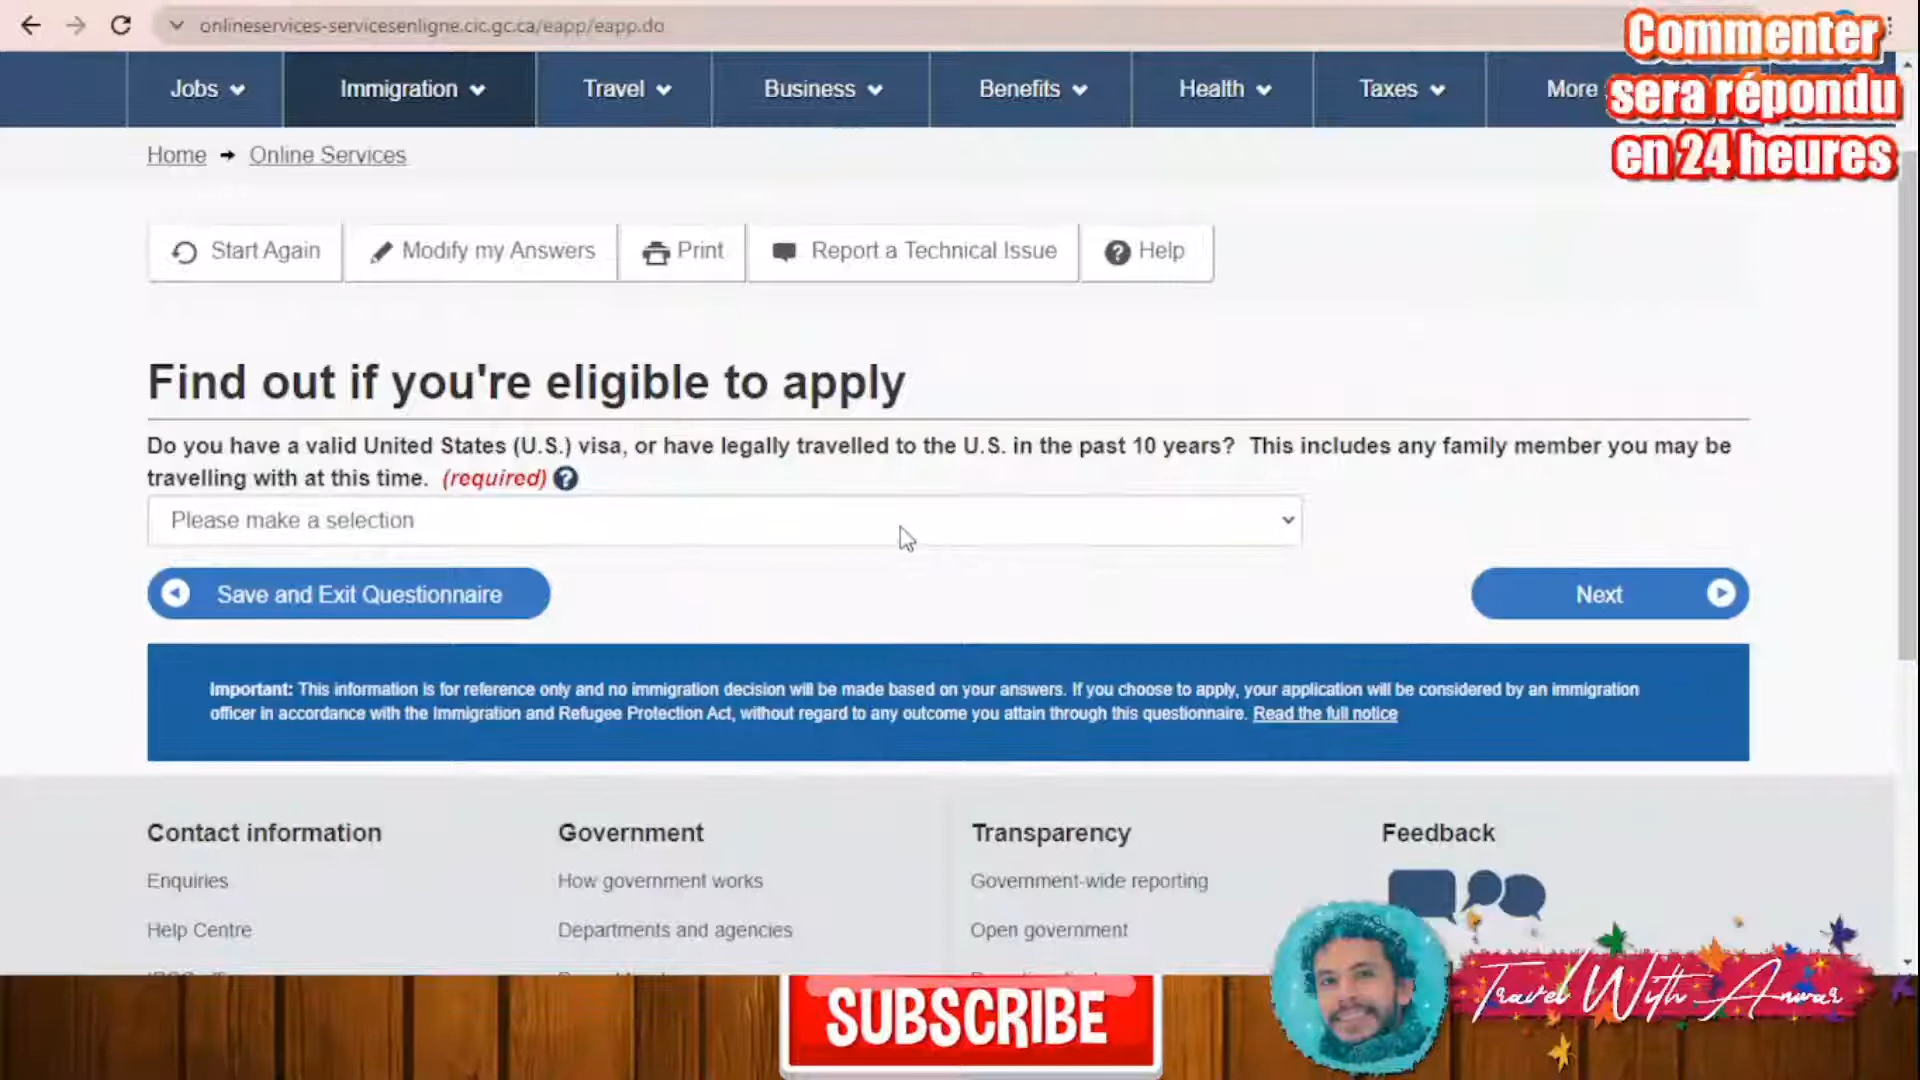 onlineservices-servicesenligne.cic.gc.ca/eapp/eapp.do
Commenter
sera répondu
en 24 heures
Jobs
Immigration
Travel
Business
Benefits
Health
Taxes
More
Home
Online Services
Start Again
Modify my Answers
Print
Report a Technical Issue
Help
Find out if you're eligible to apply
Do you have a valid United States (U.S.) visa, or have legally travelled to the U.S. in the past 10 years? This includes any family member you may be
travelling with at this time. (required)
Please make a selection
Save and Exit Questionnaire
Next
Important: This information is for reference only and no immigration decision will be made based on your answers. If you choose to apply, your application will be considered by an immigration
officer in accordance with the Immigration and Refugee Protection Act, without regard to any outcome you attain through this questionnaire. Read the full notice
Contact information
Government
Transparency
Feedback
Enquiries
How government works
Government-wide reporting
Help Centre
Departments and agencies
Open government
SUBSCRIBE
Travel With Anwar